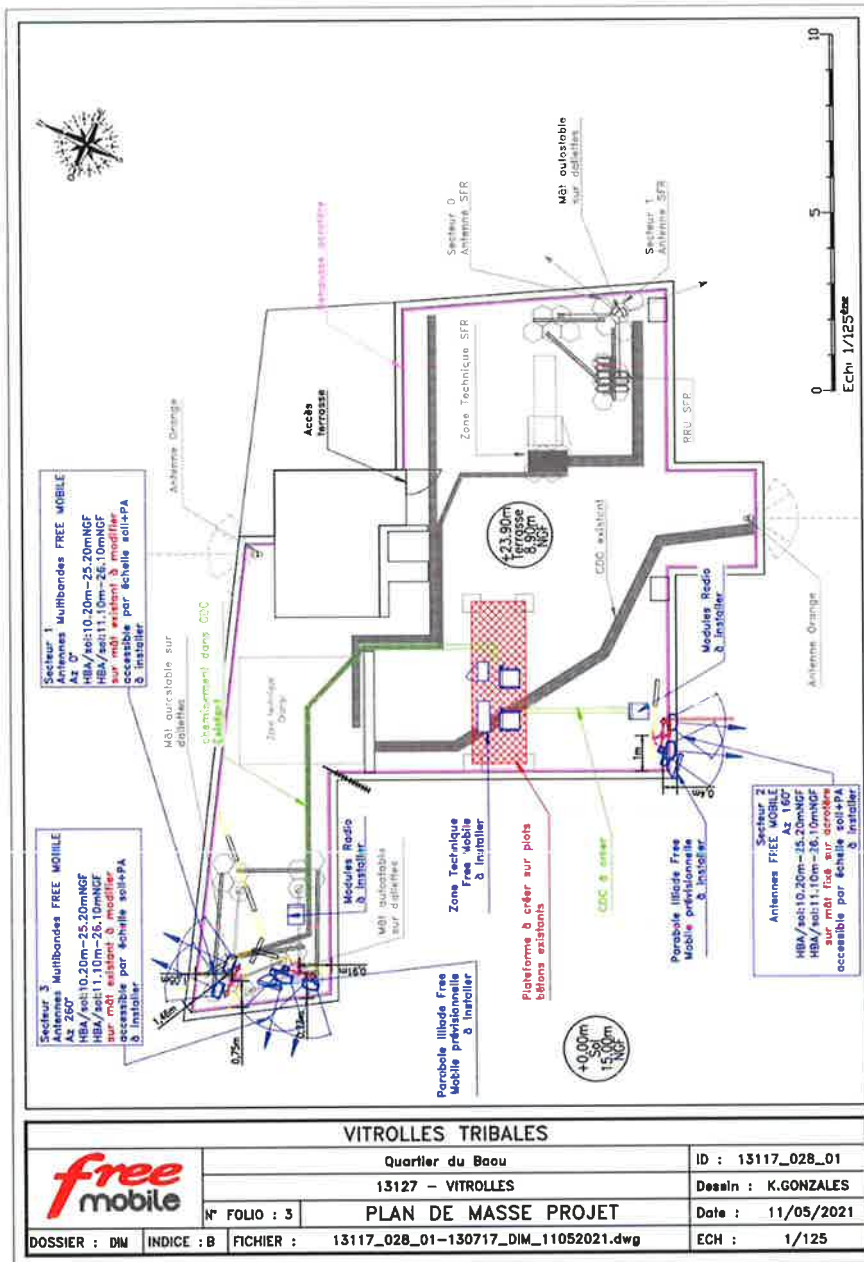 Secteur 1
Antennes Multibandes FREE MOBILE
Az 0°
HBA/sol:10.20m-25.20mNGF
HBA/sol:11.10m-26.10mNGF
sur mât existant à modifier
accessible par échelle soll+PA
à installer
Antenne Orange
Réhausse acrotère
Accès
terrasse
Secteur 0
Antenne SFR
Mât autostable
sur dallettes
Secteur 1
Antenne SFR
Zone Technique SFR
RRU SFR
0
5
10
Ech: 1/125ème
Secteur 3
Antennes Multibandes FREE MOBILE
Az 260°
HBA/sol:10.20m-25.20mNGF
HBA/sol:11.10m-26.10mNGF
sur mât existant à modifier
accessible par échelle soll+PA
à installer
Mât autostable sur
dallettes
cheminement dans CDC
Zone technique
+23.90m
Terrasse
8.90m
NGF
CDC existant
Modules Radio
à installer
Mât autostable
sur dallettes
1,46m
0,75m
0,91m
Parabole Illiade Free
Mobile prévisionnelle
à installer
Zone Technique
Free Mobile
à installer
Plateforme à créer sur plots
bétons existants
CDC à créer
1m
0,4m
Modules Radio
à installer
Antenne Orange
Parabole Illiade Free
Mobile prévisionnelle
à installer
Secteur 2
Antennes FREE MOBILE
Az 160°
HBA/sol:10.20m-25.20mNGF
HBA/sol:11.10m-26.10mNGF
sur mât fixé sur acrotère
accessible par échelle soll+PA
à installer
+0.00m
Sol
15.00m
NGF
VITROLLES TRIBALES
free
mobile
Quartier du Baou
ID : 13117_028_01
13127 - VITROLLES
Dessin : K.GONZALES
N° FOLIO : 3
PLAN DE MASSE PROJET
Date : 11/05/2021
DOSSIER : DIM
INDICE : B
FICHIER : 13117_028_01-130717_DIM_11052021.dwg
ECH : 1/125